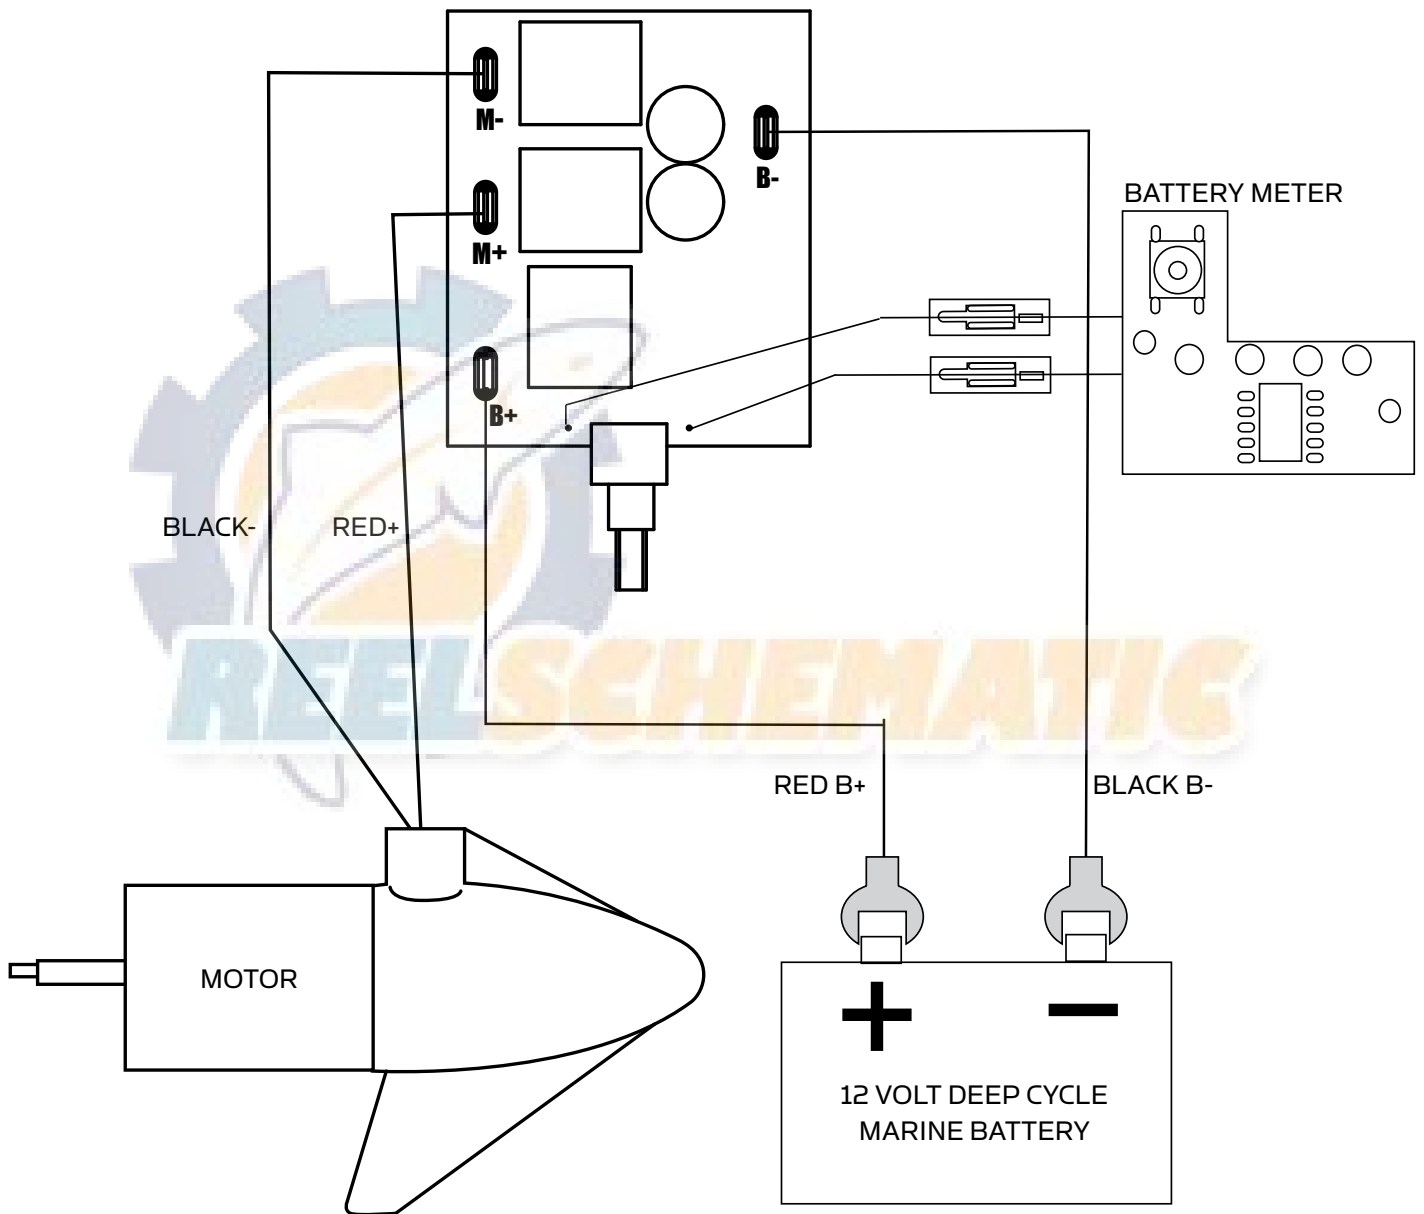 M-
B-
BATTERY METER
M+
B+
BLACK-
RED+
REELSCHEMATIC
RED B+
BLACK B-
MOTOR
+
-
12 VOLT DEEP CYCLE
MARINE BATTERY